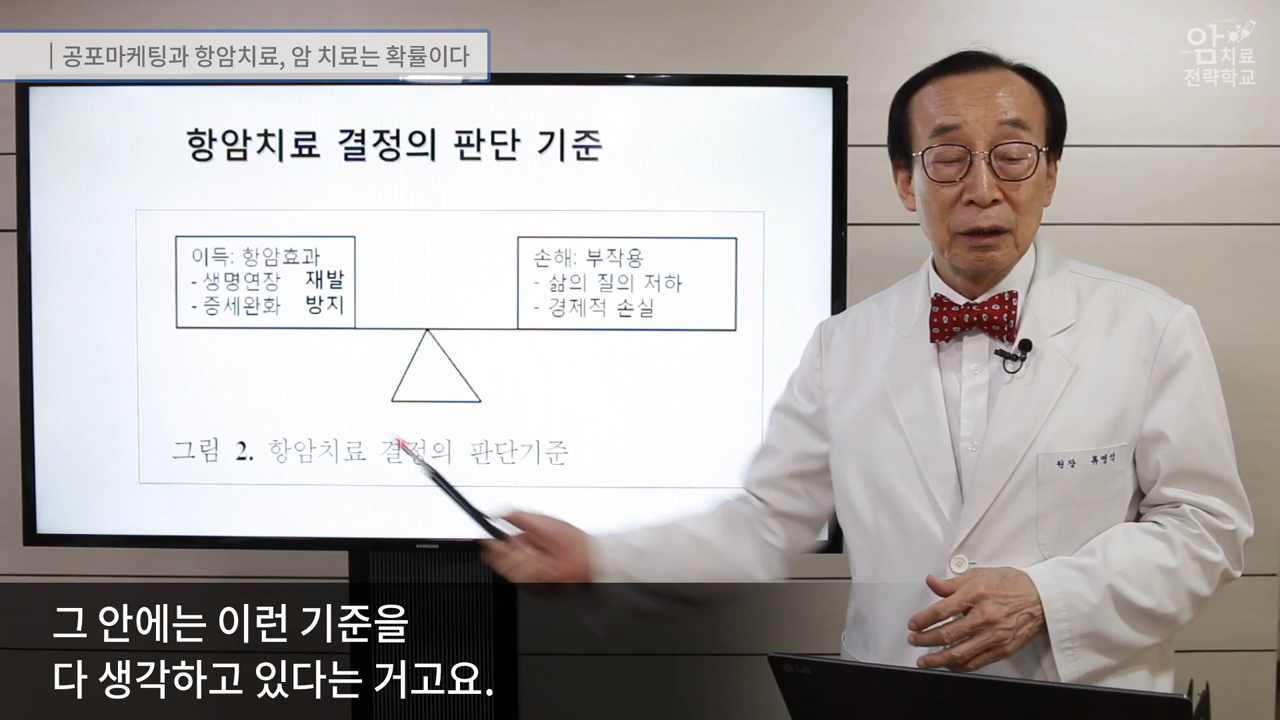 공포마케팅과 항암치료, 암 치료는 확률이다
암치료
전략학교
항암치료 결정의 판단 기준
이득: 항암효과
- 생명연장 재발
- 증세완화 방지
손해: 부작용
- 삶의 질의 저하
- 경제적 손실
그림 2. 항암치료 결정의 판단기준
SAMSUNG
원장
LG
그 안에는 이런 기준을
다 생각하고 있다는 거고요.